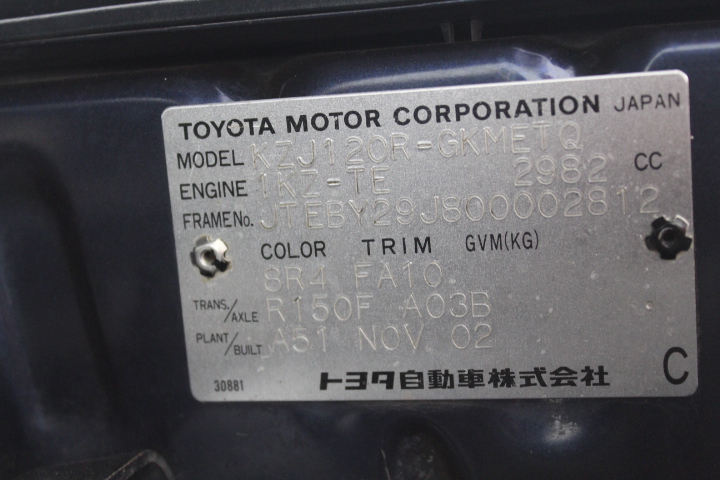 TOYOTA MOTOR CORPORATION JAPAN
MODEL KZJ120R-GKMETQ
ENGINE 1KZ-TE 2982 CC
FRAME No. JTEBY29J800002812
COLOR TRIM GVM(KG)
8R4 FA10
TRANS./AXLE R150F A03B
PLANT/BUILT A51 NOV 02
30881 トヨタ自動車株式会社 C